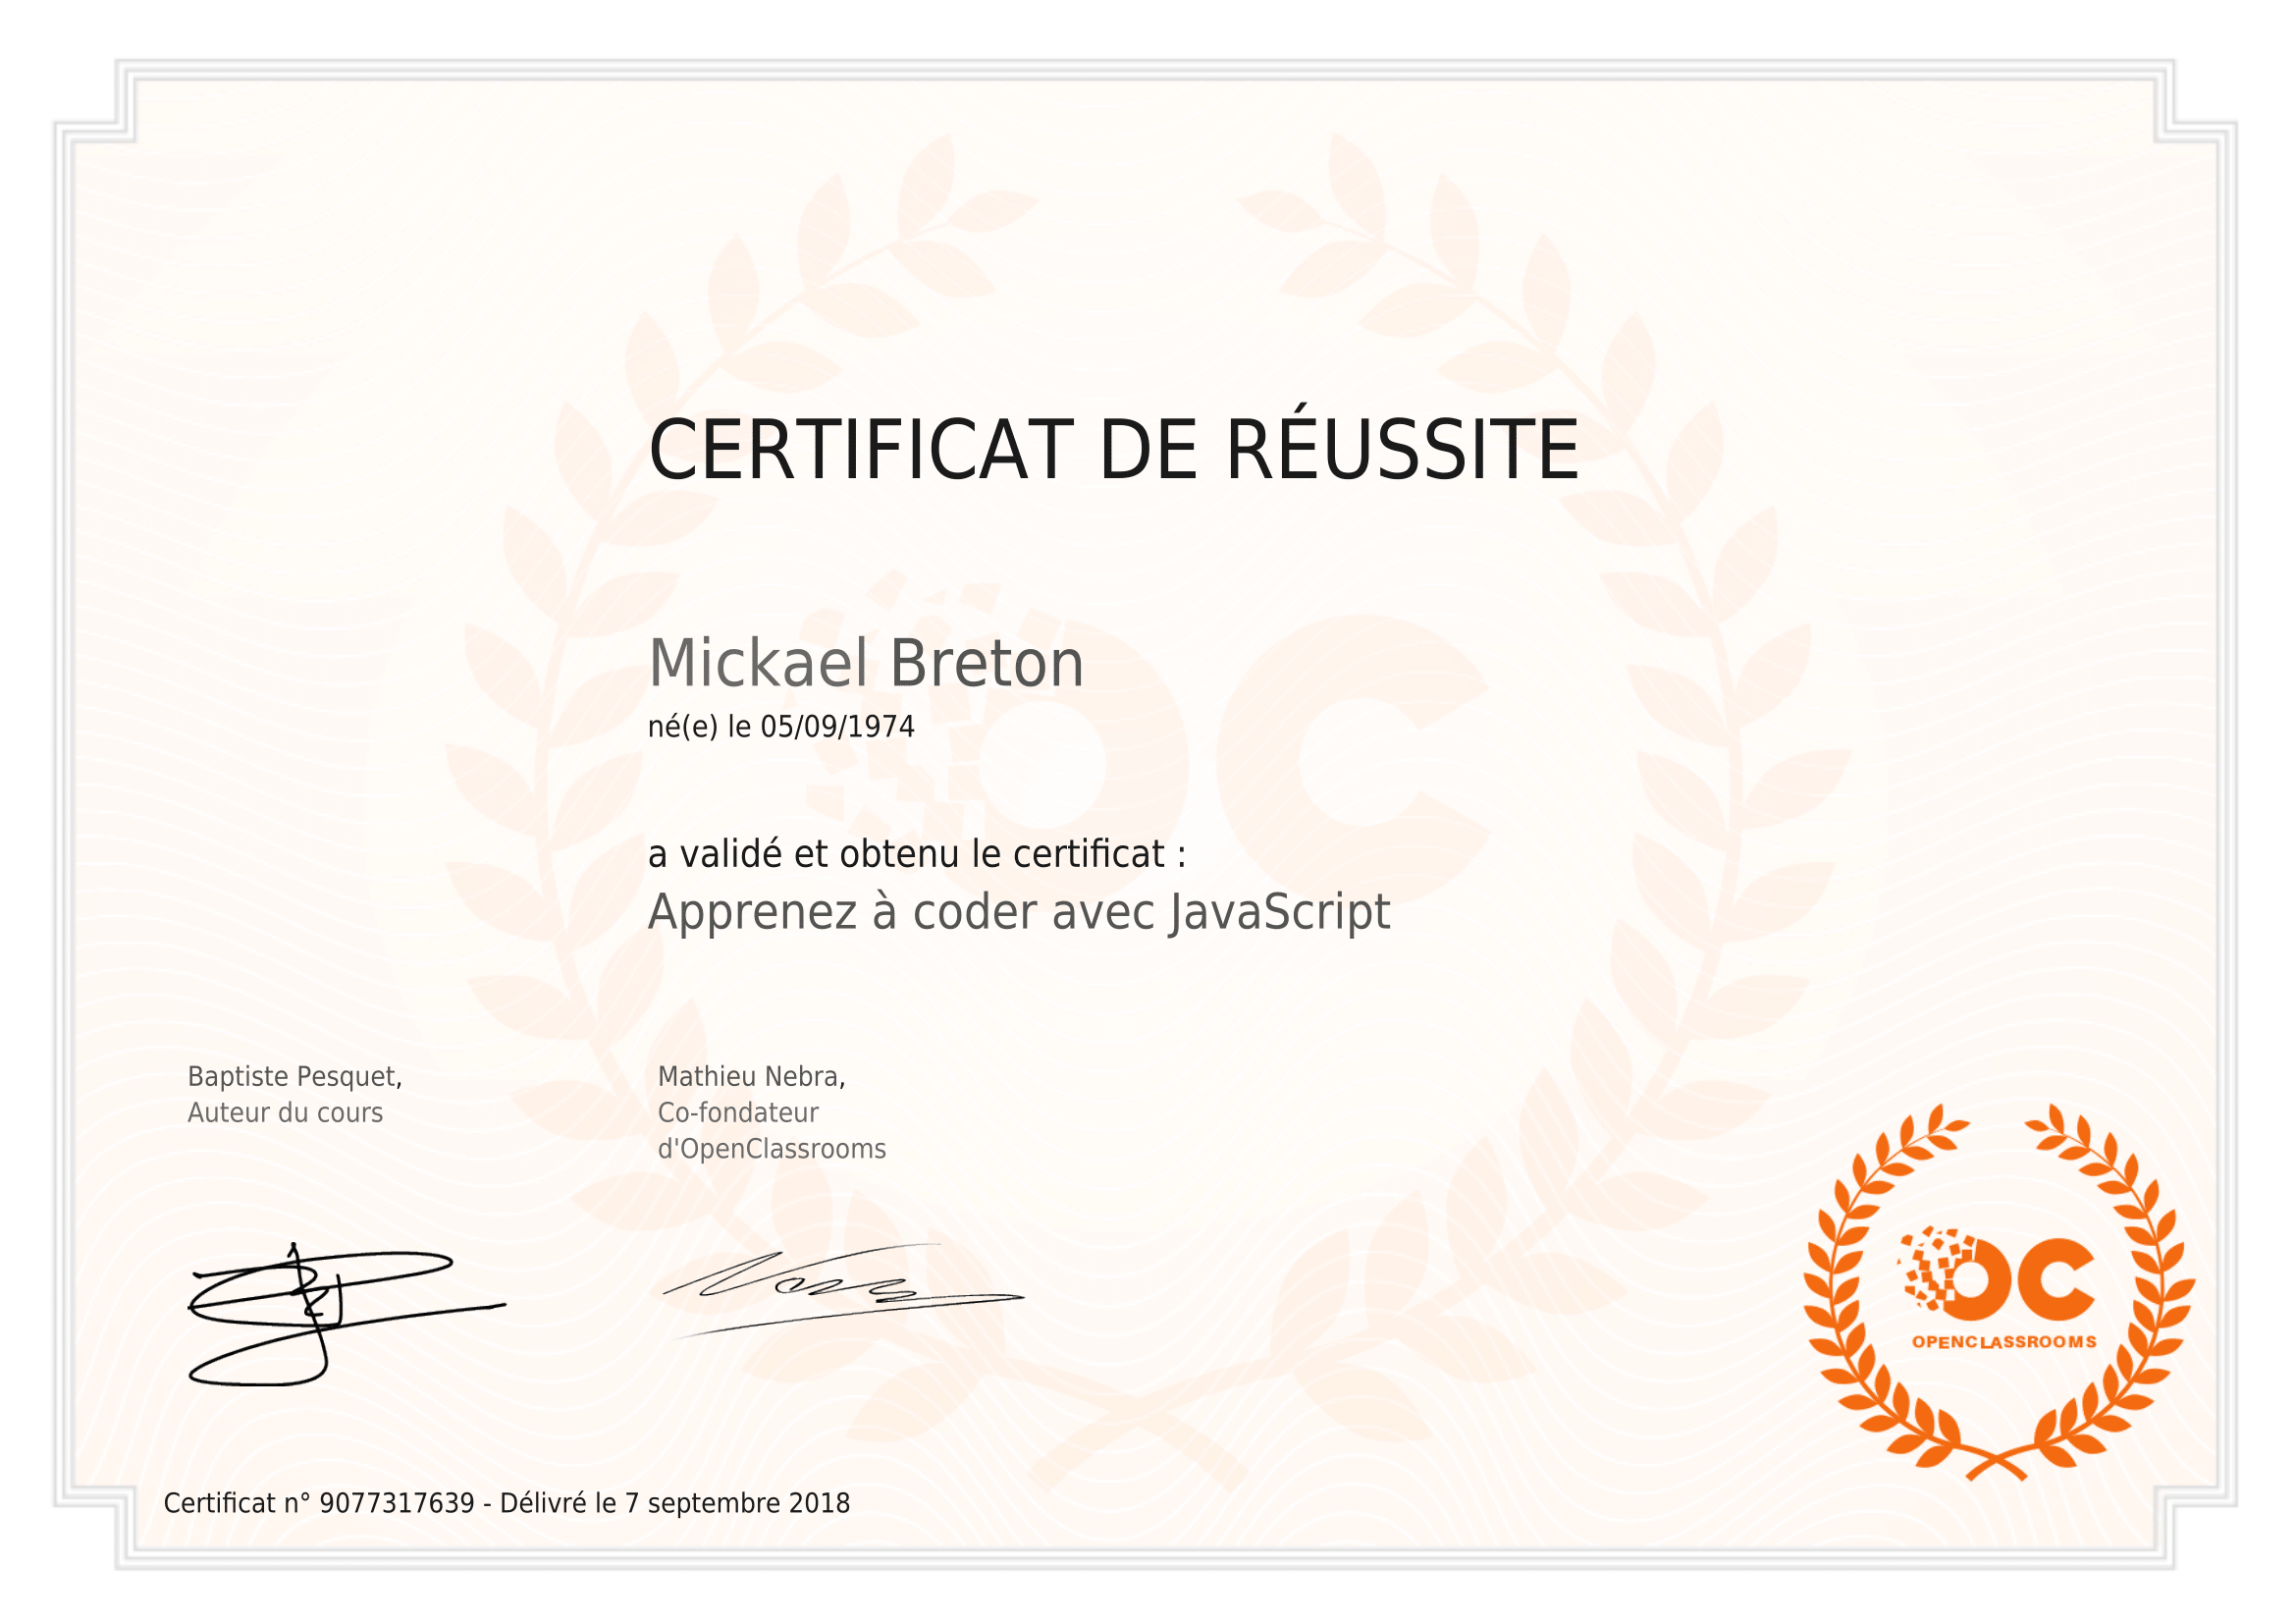 CERTIFICAT DE RÉUSSITE
Mickael Breton
né(e) le 05/09/1974
a validé et obtenu le certificat :
Apprenez à coder avec JavaScript
Baptiste Pesquet,
Auteur du cours
Mathieu Nebra,
Co-fondateur
d'OpenClassrooms
OC
OPENCLASSROOMS
Certificat n° 9077317639 - Délivré le 7 septembre 2018